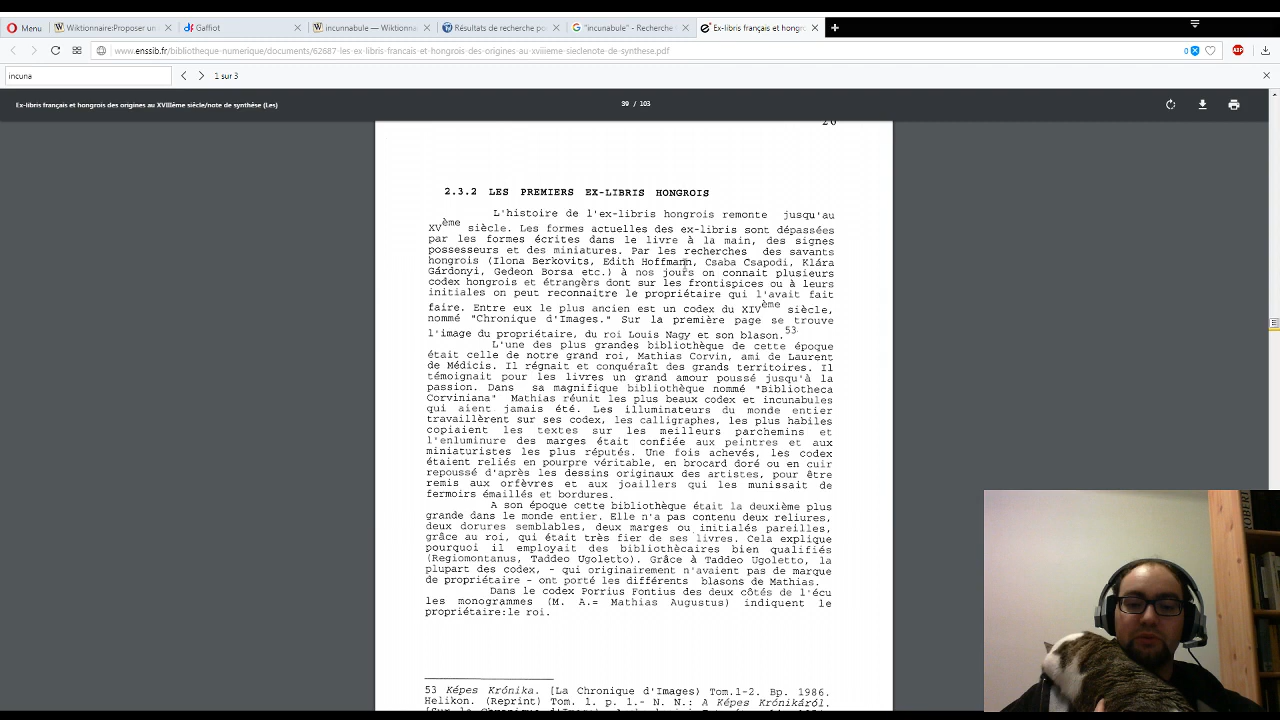 Menu
Wiktionnaire:Proposer un
Gaffiot
incunnabule — Wiktionna
Résultats de recherche po
"incunabule" - Recherche
Ex-libris français et hongro
www.enssib.fr/bibliotheque-numerique/documents/62687-les-ex-libris-francais-et-hongrois-des-origines-au-xviiieme-sieclenote-de-synthese.pdf
0
ABP
incuna
1 sur 3
Ex-libris français et hongrois des origines au XVIIIème siècle/note de synthèse (Les)
39 / 103
2.3.2 LES PREMIERS EX-LIBRIS HONGROIS
L'histoire de l'ex-libris hongrois remonte jusqu'au
XVème siècle. Les formes actuelles des ex-libris sont dépassées
par les formes écrites dans le livre à la main, des signes
possesseurs et des miniatures. Par les recherches des savants
hongrois (Ilona Berkovits, Edith Hoffmann, Csaba Csapodi, Klára
Gárdonyi, Gedeon Borsa etc.) à nos jours on connait plusieurs
codex hongrois et étrangèrs dont sur les frontispices ou à leurs
initiales on peut reconnaitre le propriétaire qui l'avait fait
faire. Entre eux le plus ancien est un codex du XIVème siècle,
nommé "Chronique d'Images." Sur la première page se trouve
l'image du propriétaire, du roi Louis Nagy et son blason.53
L'une des plus grandes bibliothèque de cette époque
était celle de notre grand roi, Mathias Corvin, ami de Laurent
de Médicis. Il régnait et conquéraît des grands territoires. Il
témoignait pour les livres un grand amour poussé jusqu'à la
passion. Dans sa magnifique bibliothèque nommé "Bibliotheca
Corviniana" Mathias réunit les plus beaux codex et incunabules
qui aient jamais été. Les illuminateurs du monde entier
travaillèrent sur ses codex, les calligraphes, les plus habiles
copiaient les textes sur les meilleurs parchemins et
l'enluminure des marges était confiée aux peintres et aux
miniaturistes les plus réputés. Une fois achevés, les codex
étaient reliés en pourpre véritable, en brocard doré ou en cuir
repoussé d'après les dessins originaux des artistes, pour être
remis aux orfèvres et aux joaillers qui les munissait de
fermoirs émaillés et bordures.
A son époque cette bibliothèque était la deuxième plus
grande dans le monde entier. Elle n'a pas contenu deux reliures,
deux dorures semblables, deux marges ou initialés pareilles,
grâce au roi, qui était très fier de ses livres. Cela explique
pourquoi il employait des bibliothècaires bien qualifiés
(Regiomontanus, Taddeo Ugoletto). Grâce à Taddeo Ugoletto, la
plupart des codex, - qui originairement n'avaient pas de marque
de propriétaire - ont porté les différents blasons de Mathias.
Dans le codex Porrius Fontius des deux côtés de l'écu
les monogrammes (M. A.= Mathias Augustus) indiquent le
propriétaire:le roi.
53 Képes Krónika. [La Chronique d'Images) Tom.1-2. Bp. 1986.
Helikon. (Reprint) Tom. 1. p. 1.- N. N.: A Képes Krónikáról.